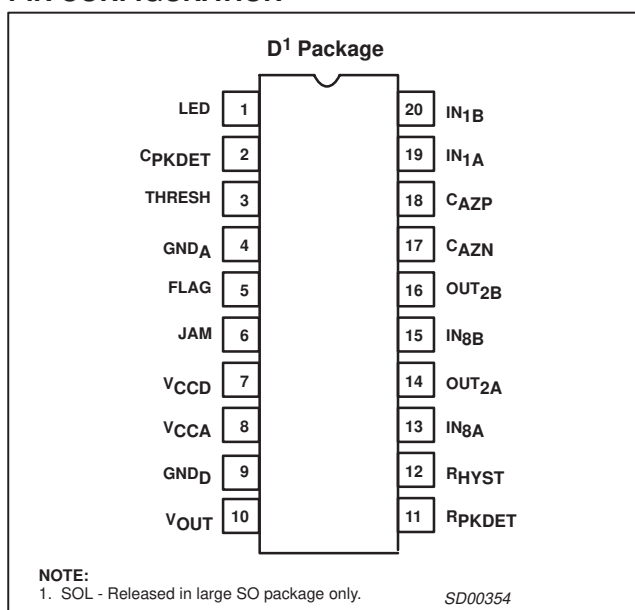 PIN CONFIGURATION
D1 Package
LED 1 20 IN1B
CPKDET 2 19 IN1A
THRESH 3 18 CAZP
GNDA 4 17 CAZN
FLAG 5 16 OUT2B
JAM 6 15 IN8B
VCCD 7 14 OUT2A
VCCA 8 13 IN8A
GNDD 9 12 RHYST
VOUT 10 11 RPKDET
NOTE:
1. SOL - Released in large SO package only.
SD00354